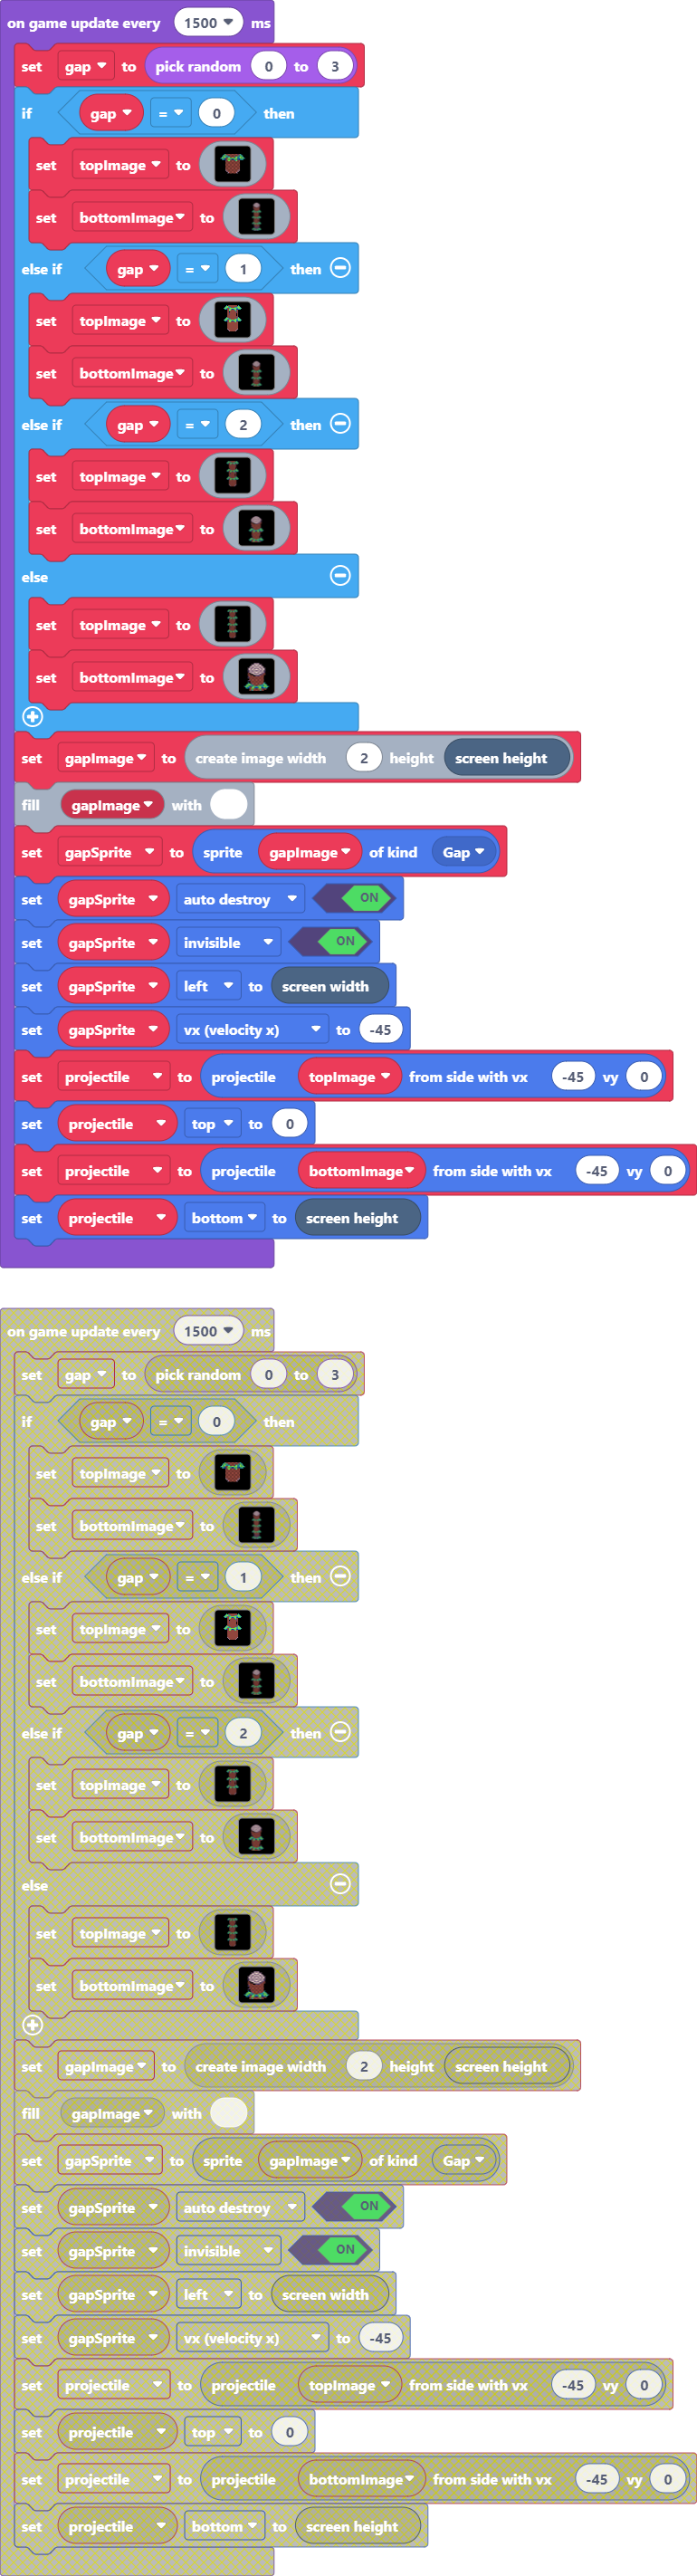 on game update every 1500 ms
set gap to pick random 0 to 3
if gap = 0 then
set topImage to
set bottomImage to
else if gap = 1 then
set topImage to
set bottomImage to
else if gap = 2 then
set topImage to
set bottomImage to
else
set topImage to
set bottomImage to
set gapImage to create image width 2 height screen height
fill gapImage with
set gapSprite to sprite gapImage of kind Gap
set gapSprite auto destroy ON
set gapSprite invisible ON
set gapSprite left to screen width
set gapSprite vx (velocity x) to -45
set projectile to projectile topImage from side with vx -45 vy 0
set projectile top to 0
set projectile to projectile bottomImage from side with vx -45 vy 0
set projectile bottom to screen height
on game update every 1500 ms
set gap to pick random 0 to 3
if gap = 0 then
set topImage to
set bottomImage to
else if gap = 1 then
set topImage to
set bottomImage to
else if gap = 2 then
set topImage to
set bottomImage to
else
set topImage to
set bottomImage to
set gapImage to create image width 2 height screen height
fill gapImage with
set gapSprite to sprite gapImage of kind Gap
set gapSprite auto destroy ON
set gapSprite invisible ON
set gapSprite left to screen width
set gapSprite vx (velocity x) to -45
set projectile to projectile topImage from side with vx -45 vy 0
set projectile top to 0
set projectile to projectile bottomImage from side with vx -45 vy 0
set projectile bottom to screen height